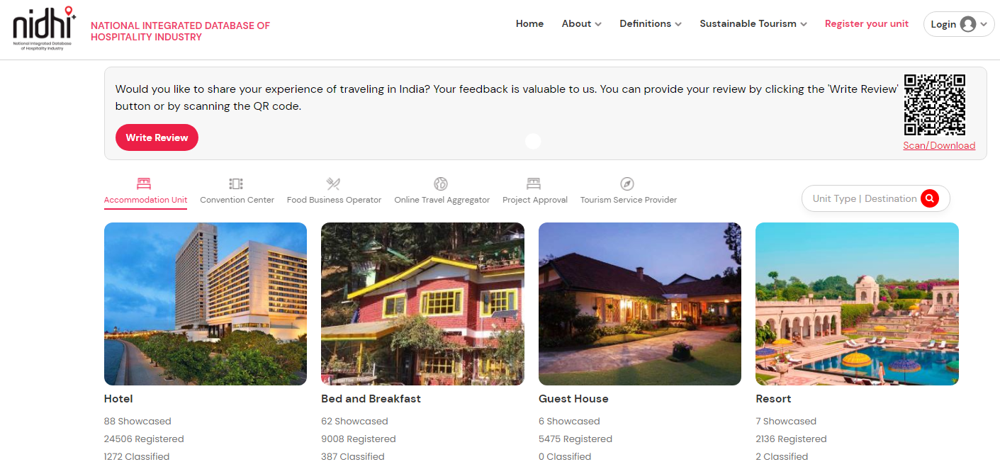 nidhi+
National Integrated Database
of Hospitality Industry
NATIONAL INTEGRATED DATABASE OF
HOSPITALITY INDUSTRY
Home About Definitions Sustainable Tourism Register your unit Login
Would you like to share your experience of traveling in India? Your feedback is valuable to us. You can provide your review by clicking the 'Write Review'
button or by scanning the QR code.
Write Review
Scan/Download
Accommodation Unit Convention Center Food Business Operator Online Travel Aggregator Project Approval Tourism Service Provider
Unit Type | Destination
Hotel Bed and Breakfast Guest House Resort
88 Showcased 62 Showcased 6 Showcased 7 Showcased
24506 Registered 9008 Registered 5475 Registered 2136 Registered
1272 Classified 387 Classified 0 Classified 2 Classified